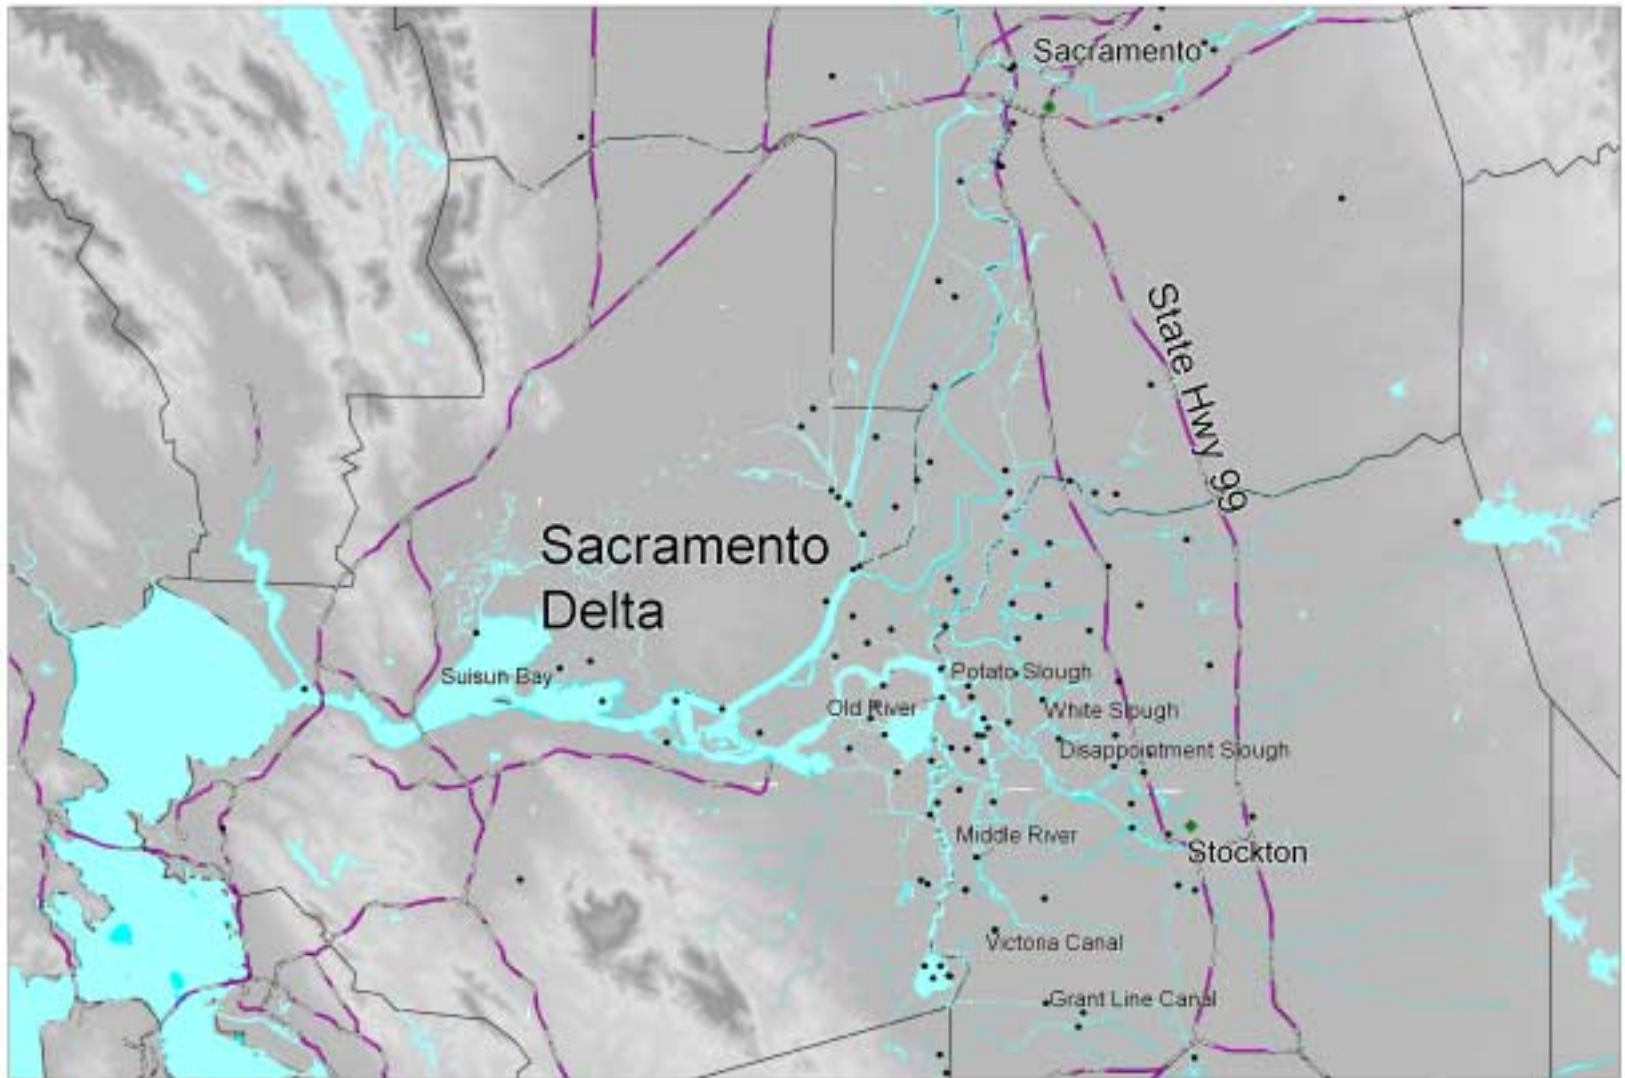 Sacramento
State Hwy 99
Sacramento
Delta
Suisun Bay
Potato Slough
Old River
White Slough
Disappointment Slough
Middle River
Stockton
Victoria Canal
Grant Line Canal